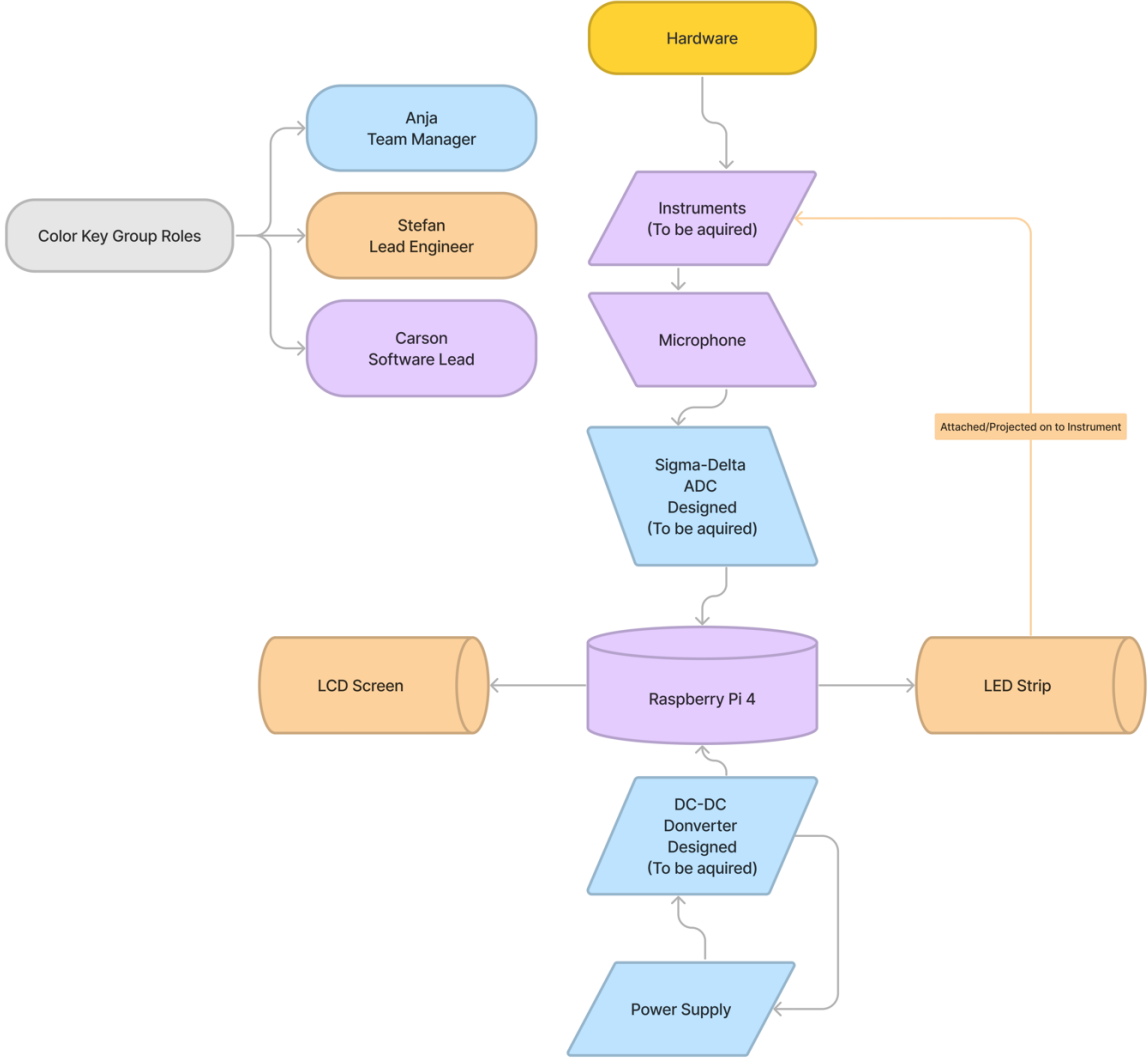 Hardware
Anja
Team Manager
Color Key Group Roles
Stefan
Lead Engineer
Carson
Software Lead
Instruments
(To be aquired)
Microphone
Attached/Projected on to Instrument
Sigma-Delta
ADC
Designed
(To be aquired)
LCD Screen
Raspberry Pi 4
LED Strip
DC-DC
Donverter
Designed
(To be aquired)
Power Supply